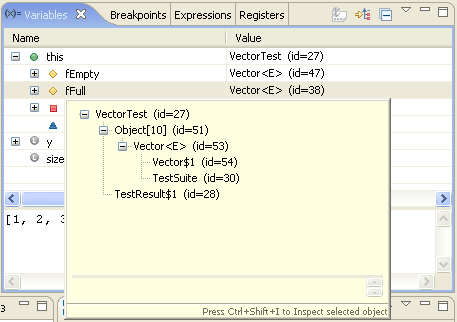 (x)= Variables Breakpoints Expressions Registers
Name Value
this VectorTest (id=27)
fEmpty Vector<E> (id=47)
fFull Vector<E> (id=38)
VectorTest (id=27)
Object[10] (id=51)
Vector<E> (id=53)
Vector$1 (id=54)
TestSuite (id=30)
TestResult$1 (id=28)
y
size
[1, 2, 3
3
Press Ctrl+Shift+I to Inspect selected object